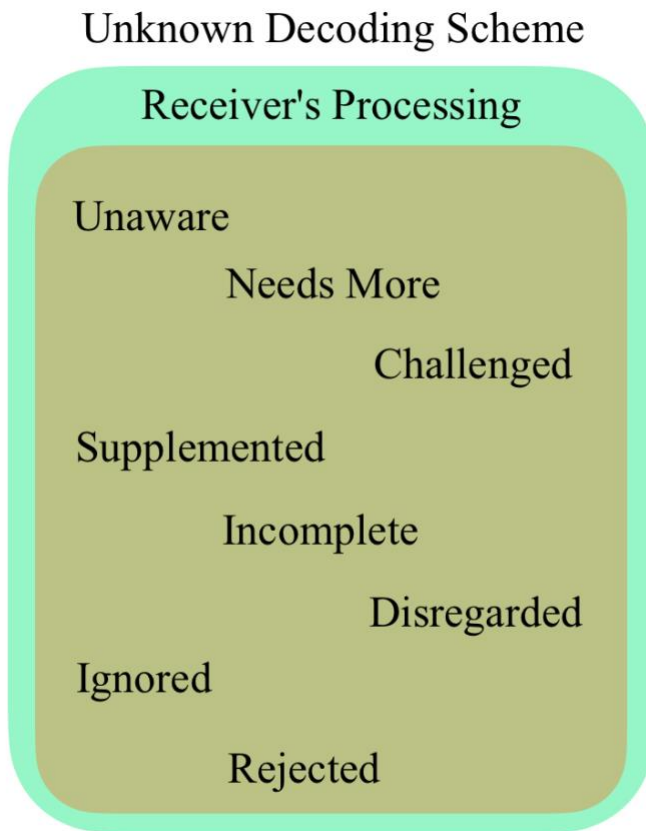 Unknown Decoding Scheme
Receiver's Processing
Unaware
Needs More
Challenged
Supplemented
Incomplete
Disregarded
Ignored
Rejected